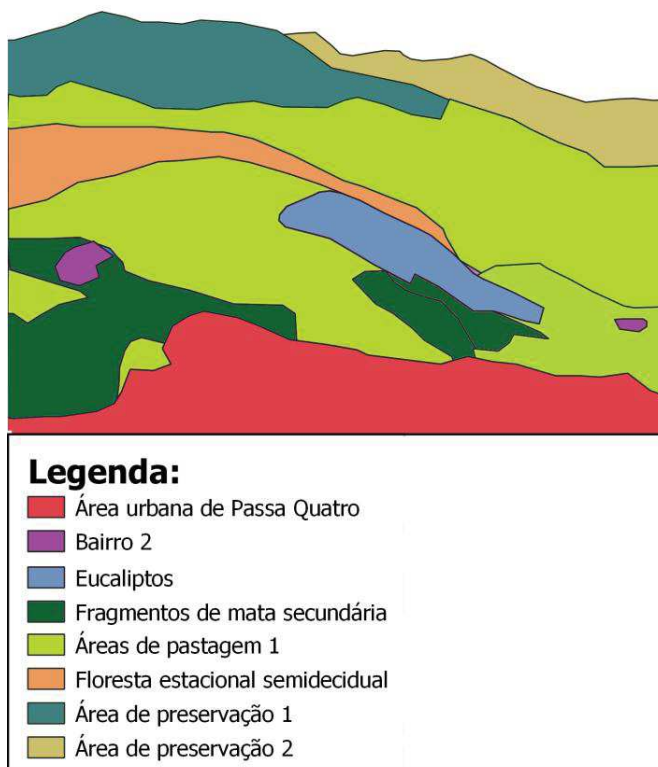 Legenda:
Área urbana de Passa Quatro
Bairro 2
Eucaliptos
Fragmentos de mata secundária
Áreas de pastagem 1
Floresta estacional semidecidual
Área de preservação 1
Área de preservação 2